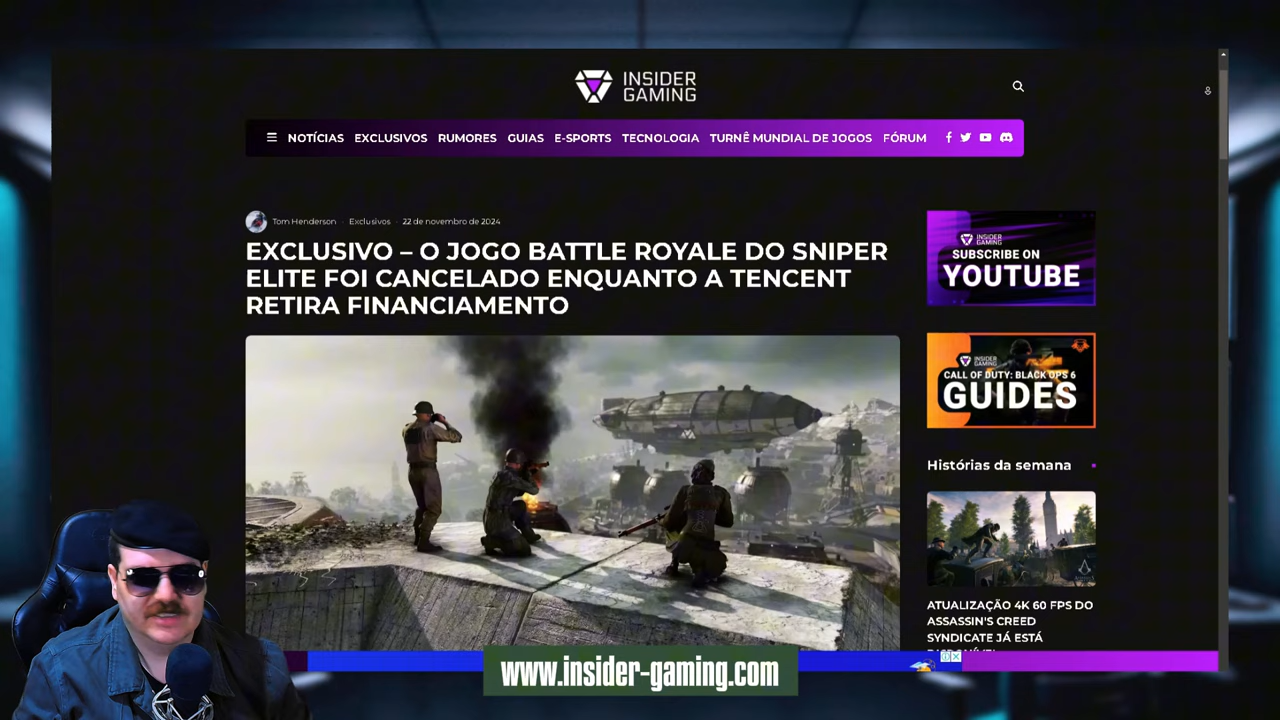 INSIDER
GAMING
NOTÍCIAS EXCLUSIVOS RUMORES GUIAS E-SPORTS TECNOLOGIA TURNÊ MUNDIAL DE JOGOS FÓRUM
Tom Henderson · Exclusivos · 22 de novembro de 2024
EXCLUSIVO – O JOGO BATTLE ROYALE DO SNIPER
ELITE FOI CANCELADO ENQUANTO A TENCENT
RETIRA FINANCIAMENTO
INSIDER
GAMING
SUBSCRIBE ON
YOUTUBE
INSIDER
GAMING
CALL OF DUTY: BLACK OPS 6
GUIDES
Histórias da semana
ATUALIZAÇÃO 4K 60 FPS DO
ASSASSIN'S CREED
SYNDICATE JÁ ESTÁ
www.insider-gaming.com